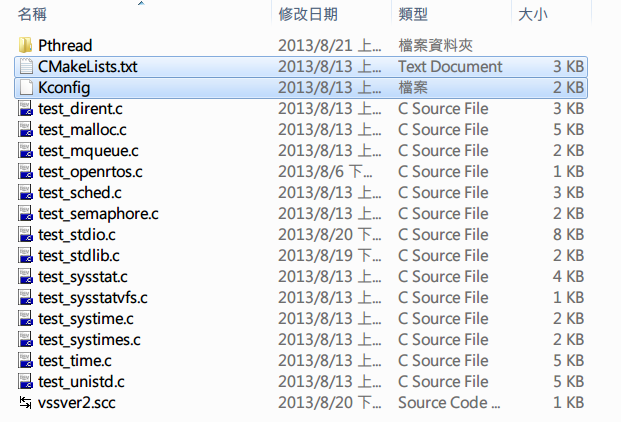 名稱 修改日期 類型 大小
Pthread 2013/8/21 上... 檔案資料夾
CMakeLists.txt 2013/8/13 上... Text Document 3 KB
Kconfig 2013/8/13 上... 檔案 2 KB
test_dirent.c 2013/8/13 上... C Source File 3 KB
test_malloc.c 2013/8/13 上... C Source File 5 KB
test_mqueue.c 2013/8/13 上... C Source File 2 KB
test_openrtos.c 2013/8/6 下... C Source File 1 KB
test_sched.c 2013/8/13 上... C Source File 3 KB
test_semaphore.c 2013/8/13 上... C Source File 2 KB
test_stdio.c 2013/8/20 下... C Source File 8 KB
test_stdlib.c 2013/8/19 下... C Source File 2 KB
test_sysstat.c 2013/8/13 上... C Source File 4 KB
test_sysstatvfs.c 2013/8/13 上... C Source File 1 KB
test_systime.c 2013/8/13 上... C Source File 2 KB
test_systimes.c 2013/8/13 上... C Source File 2 KB
test_time.c 2013/8/13 上... C Source File 5 KB
test_unistd.c 2013/8/13 上... C Source File 5 KB
vssver2.scc 2013/8/20 下... Source Code ... 1 KB